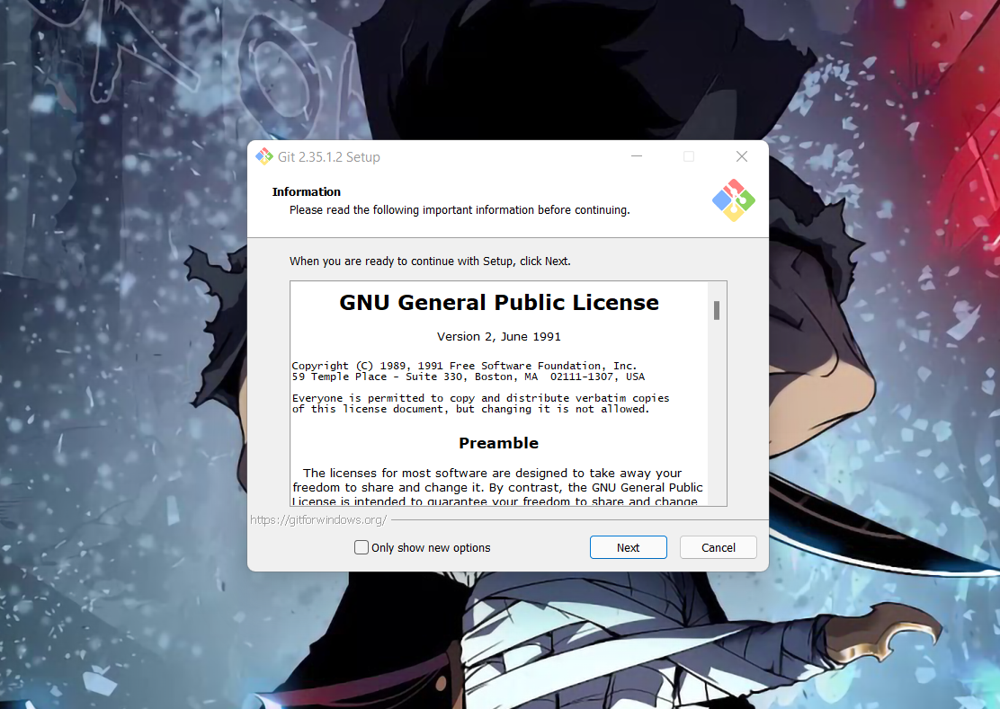 Git 2.35.1.2 Setup
Information
Please read the following important information before continuing.
When you are ready to continue with Setup, click Next.
GNU General Public License
Version 2, June 1991
Copyright (C) 1989, 1991 Free Software Foundation, Inc.
59 Temple Place - Suite 330, Boston, MA  02111-1307, USA
Everyone is permitted to copy and distribute verbatim copies
of this license document, but changing it is not allowed.
Preamble
The licenses for most software are designed to take away your
freedom to share and change it. By contrast, the GNU General Public
License is intended to guarantee your freedom to share and change
https://gitforwindows.org/
Only show new options
Next
Cancel